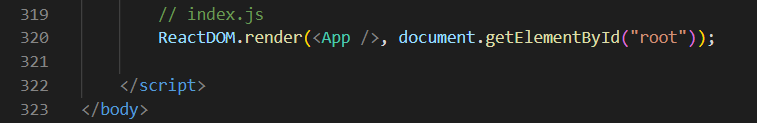 319 // index.js
320 ReactDOM.render(<App />, document.getElementById("root"));
321
322 </script>
323 </body>